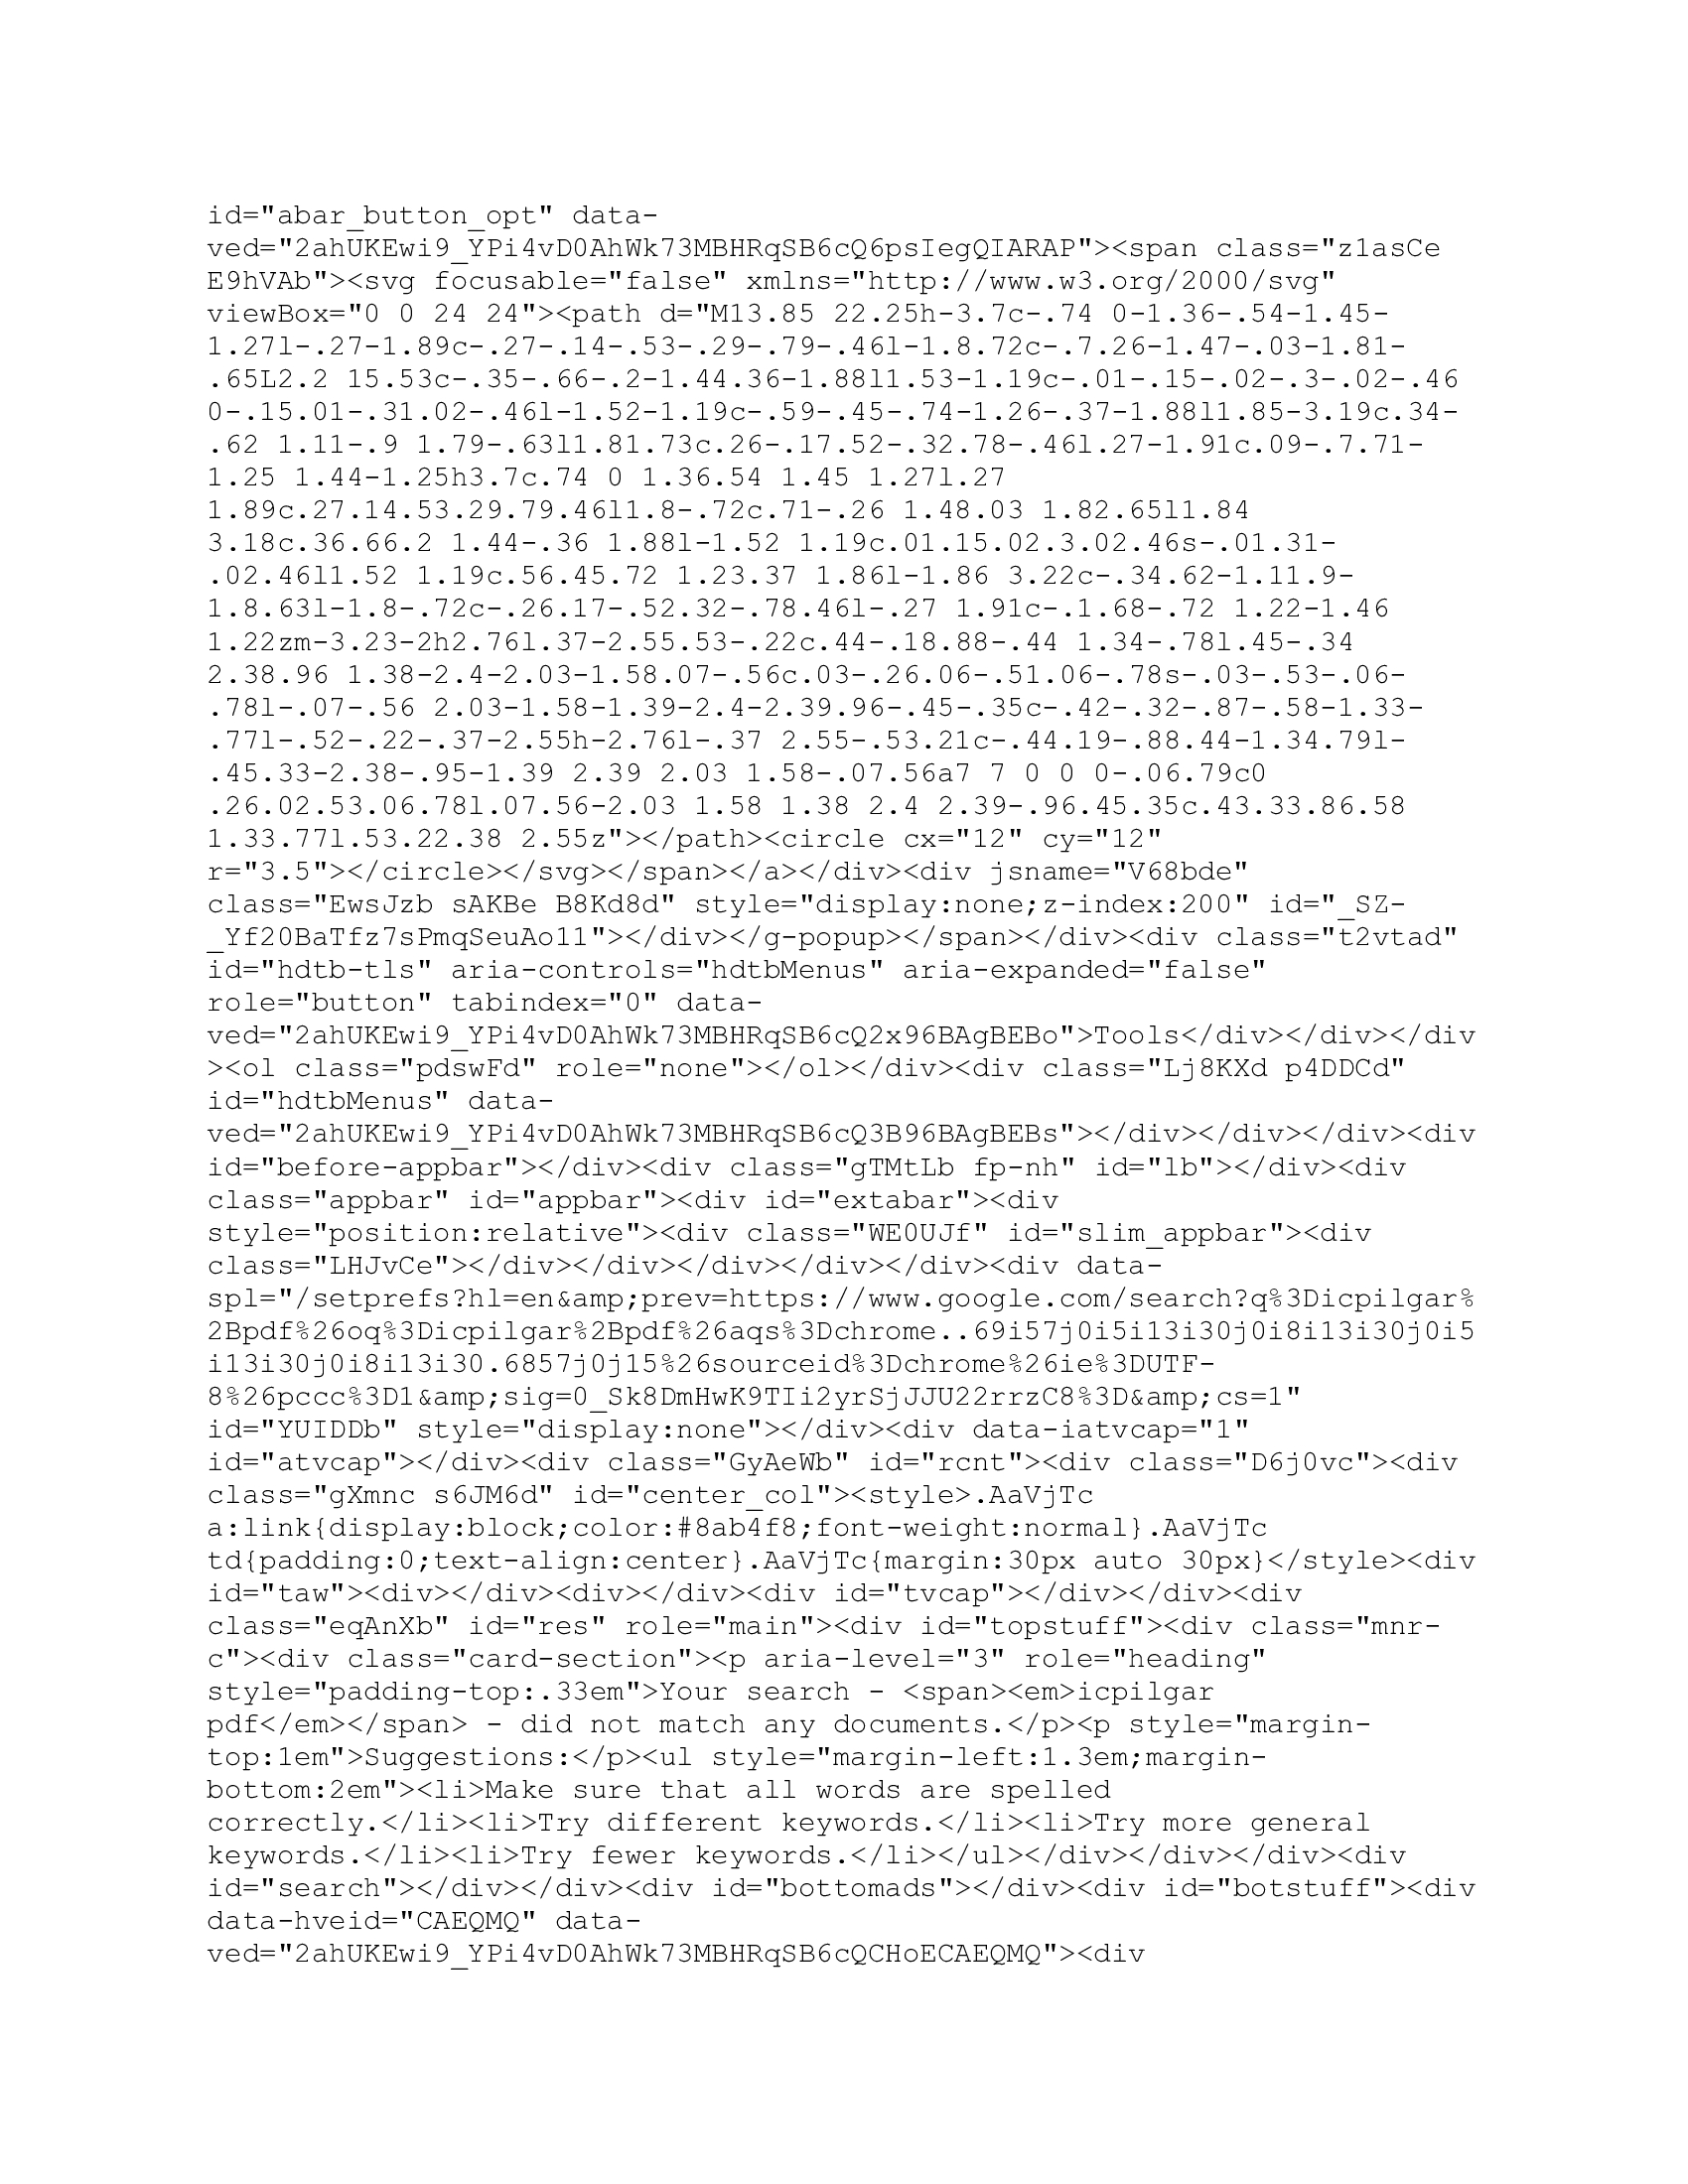 id="abar_button_opt" data-
ved="2ahUKEwi9_YPi4vD0AhWk73MBHRqSB6cQ6psIegQIARAP"><span class="z1asCe
E9hVAb"><svg focusable="false" xmlns="http://www.w3.org/2000/svg"
viewBox="0 0 24 24"><path d="M13.85 22.25h-3.7c-.74 0-1.36-.54-1.45-
1.27l-.27-1.89c-.27-.14-.53-.29-.79-.46l-1.8.72c-.7.26-1.47-.03-1.81-
.65L2.2 15.53c-.35-.66-.2-1.44.36-1.88l1.53-1.19c-.01-.15-.02-.3-.02-.46
0-.15.01-.31.02-.46l-1.52-1.19c-.59-.45-.74-1.26-.37-1.88l1.85-3.19c.34-
.62 1.11-.9 1.79-.63l1.81.73c.26-.17.52-.32.78-.46l.27-1.91c.09-.7.71-
1.25 1.44-1.25h3.7c.74 0 1.36.54 1.45 1.27l.27
1.89c.27.14.53.29.79.46l1.8-.72c.71-.26 1.48.03 1.82.65l1.84
3.18c.36.66.2 1.44-.36 1.88l-1.52 1.19c.01.15.02.3.02.46s-.01.31-
.02.46l1.52 1.19c.56.45.72 1.23.37 1.86l-1.86 3.22c-.34.62-1.11.9-
1.8.63l-1.8-.72c-.26.17-.52.32-.78.46l-.27 1.91c-.1.68-.72 1.22-1.46
1.22zm-3.23-2h2.76l.37-2.55.53-.22c.44-.18.88-.44 1.34-.78l.45-.34
2.38.96 1.38-2.4-2.03-1.58.07-.56c.03-.26.06-.51.06-.78s-.03-.53-.06-
.78l-.07-.56 2.03-1.58-1.39-2.4-2.39.96-.45-.35c-.42-.32-.87-.58-1.33-
.77l-.52-.22-.37-2.55h-2.76l-.37 2.55-.53.21c-.44.19-.88.44-1.34.79l-
.45.33-2.38-.95-1.39 2.39 2.03 1.58-.07.56a7 7 0 0 0-.06.79c0
.26.02.53.06.78l.07.56-2.03 1.58 1.38 2.4 2.39-.96.45.35c.43.33.86.58
1.33.77l.53.22.38 2.55z"></path><circle cx="12" cy="12"
r="3.5"></circle></svg></span></a></div><div jsname="V68bde"
class="EwsJzb sAKBe B8Kd8d" style="display:none;z-index:200" id="_SZ-
_Yf20BaTfz7sPmqSeuAo11"></div></g-popup></span></div><div class="t2vtad"
id="hdtb-tls" aria-controls="hdtbMenus" aria-expanded="false"
role="button" tabindex="0" data-
ved="2ahUKEwi9_YPi4vD0AhWk73MBHRqSB6cQ2x96BAgBEBo">Tools</div></div></div
><ol class="pdswFd" role="none"></ol></div><div class="Lj8KXd p4DDCd"
id="hdtbMenus" data-
ved="2ahUKEwi9_YPi4vD0AhWk73MBHRqSB6cQ3B96BAgBEBs"></div></div></div><div
id="before-appbar"></div><div class="gTMtLb fp-nh" id="lb"></div><div
class="appbar" id="appbar"><div id="extabar"><div
style="position:relative"><div class="WE0UJf" id="slim_appbar"><div
class="LHJvCe"></div></div></div></div></div><div data-
spl="/setprefs?hl=en&amp;prev=https://www.google.com/search?q%3Dicpilgar%
2Bpdf%26oq%3Dicpilgar%2Bpdf%26aqs%3Dchrome..69i57j0i5i13i30j0i8i13i30j0i5
i13i30j0i8i13i30.6857j0j15%26sourceid%3Dchrome%26ie%3DUTF-
8%26pccc%3D1&amp;sig=0_Sk8DmHwK9TIi2yrSjJJU22rrzC8%3D&amp;cs=1"
id="YUIDDb" style="display:none"></div><div data-iatvcap="1"
id="atvcap"></div><div class="GyAeWb" id="rcnt"><div class="D6j0vc"><div
class="gXmnc s6JM6d" id="center_col"><style>.AaVjTc
a:link{display:block;color:#8ab4f8;font-weight:normal}.AaVjTc
td{padding:0;text-align:center}.AaVjTc{margin:30px auto 30px}</style><div
id="taw"><div></div><div></div><div id="tvcap"></div></div><div
class="eqAnXb" id="res" role="main"><div id="topstuff"><div class="mnr-
c"><div class="card-section"><p aria-level="3" role="heading"
style="padding-top:.33em">Your search - <span><em>icpilgar
pdf</em></span> - did not match any documents.</p><p style="margin-
top:1em">Suggestions:</p><ul style="margin-left:1.3em;margin-
bottom:2em"><li>Make sure that all words are spelled
correctly.</li><li>Try different keywords.</li><li>Try more general
keywords.</li><li>Try fewer keywords.</li></ul></div></div></div><div
id="search"></div></div><div id="bottomads"></div><div id="botstuff"><div
data-hveid="CAEQMQ" data-
ved="2ahUKEwi9_YPi4vD0AhWk73MBHRqSB6cQCHoECAEQMQ"><div